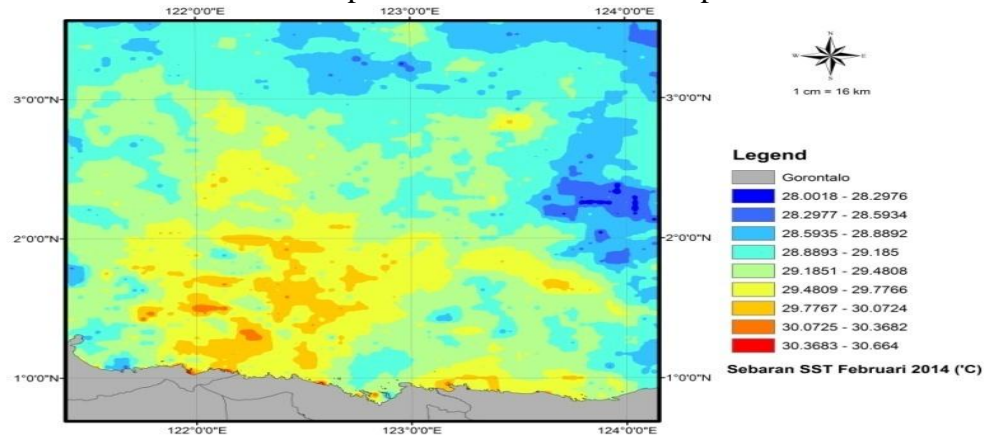 122°0'0"E 123°0'0"E 124°0'0"E
3°0'0"N 3°0'0"N
2°0'0"N 2°0'0"N
1°0'0"N 1°0'0"N
122°0'0"E 123°0'0"E 124°0'0"E
N
W E
S
1 cm = 16 km
Legend
Gorontalo
28.0018 - 28.2976
28.2977 - 28.5934
28.5935 - 28.8892
28.8893 - 29.185
29.1851 - 29.4808
29.4809 - 29.7766
29.7767 - 30.0724
30.0725 - 30.3682
30.3683 - 30.664
Sebaran SST Februari 2014 (°C)